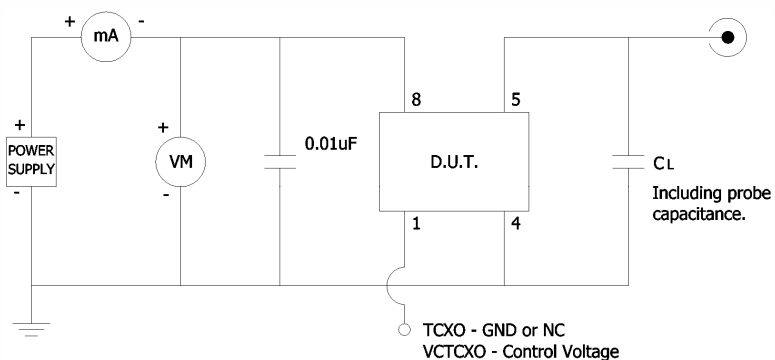 + mA -
8 5
+ + 0.01uF
POWER SUPPLY VM D.U.T. CL
- - Including probe
capacitance.
1 4
TCXO - GND or NC
VCTCXO - Control Voltage